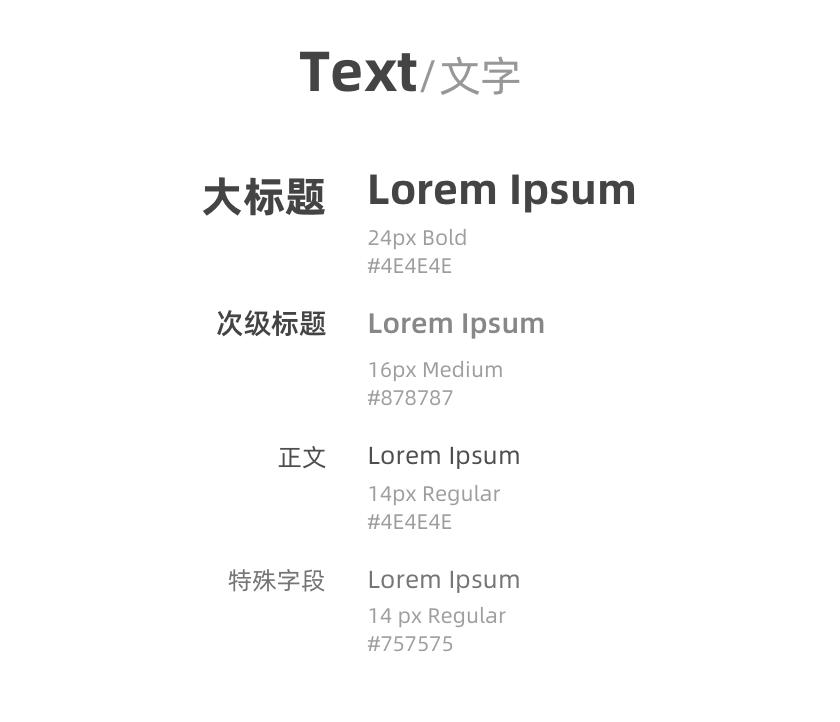 Text/文字
大标题 Lorem Ipsum
24px Bold
#4E4E4E
次级标题 Lorem Ipsum
16px Medium
#878787
正文 Lorem Ipsum
14px Regular
#4E4E4E
特殊字段 Lorem Ipsum
14 px Regular
#757575